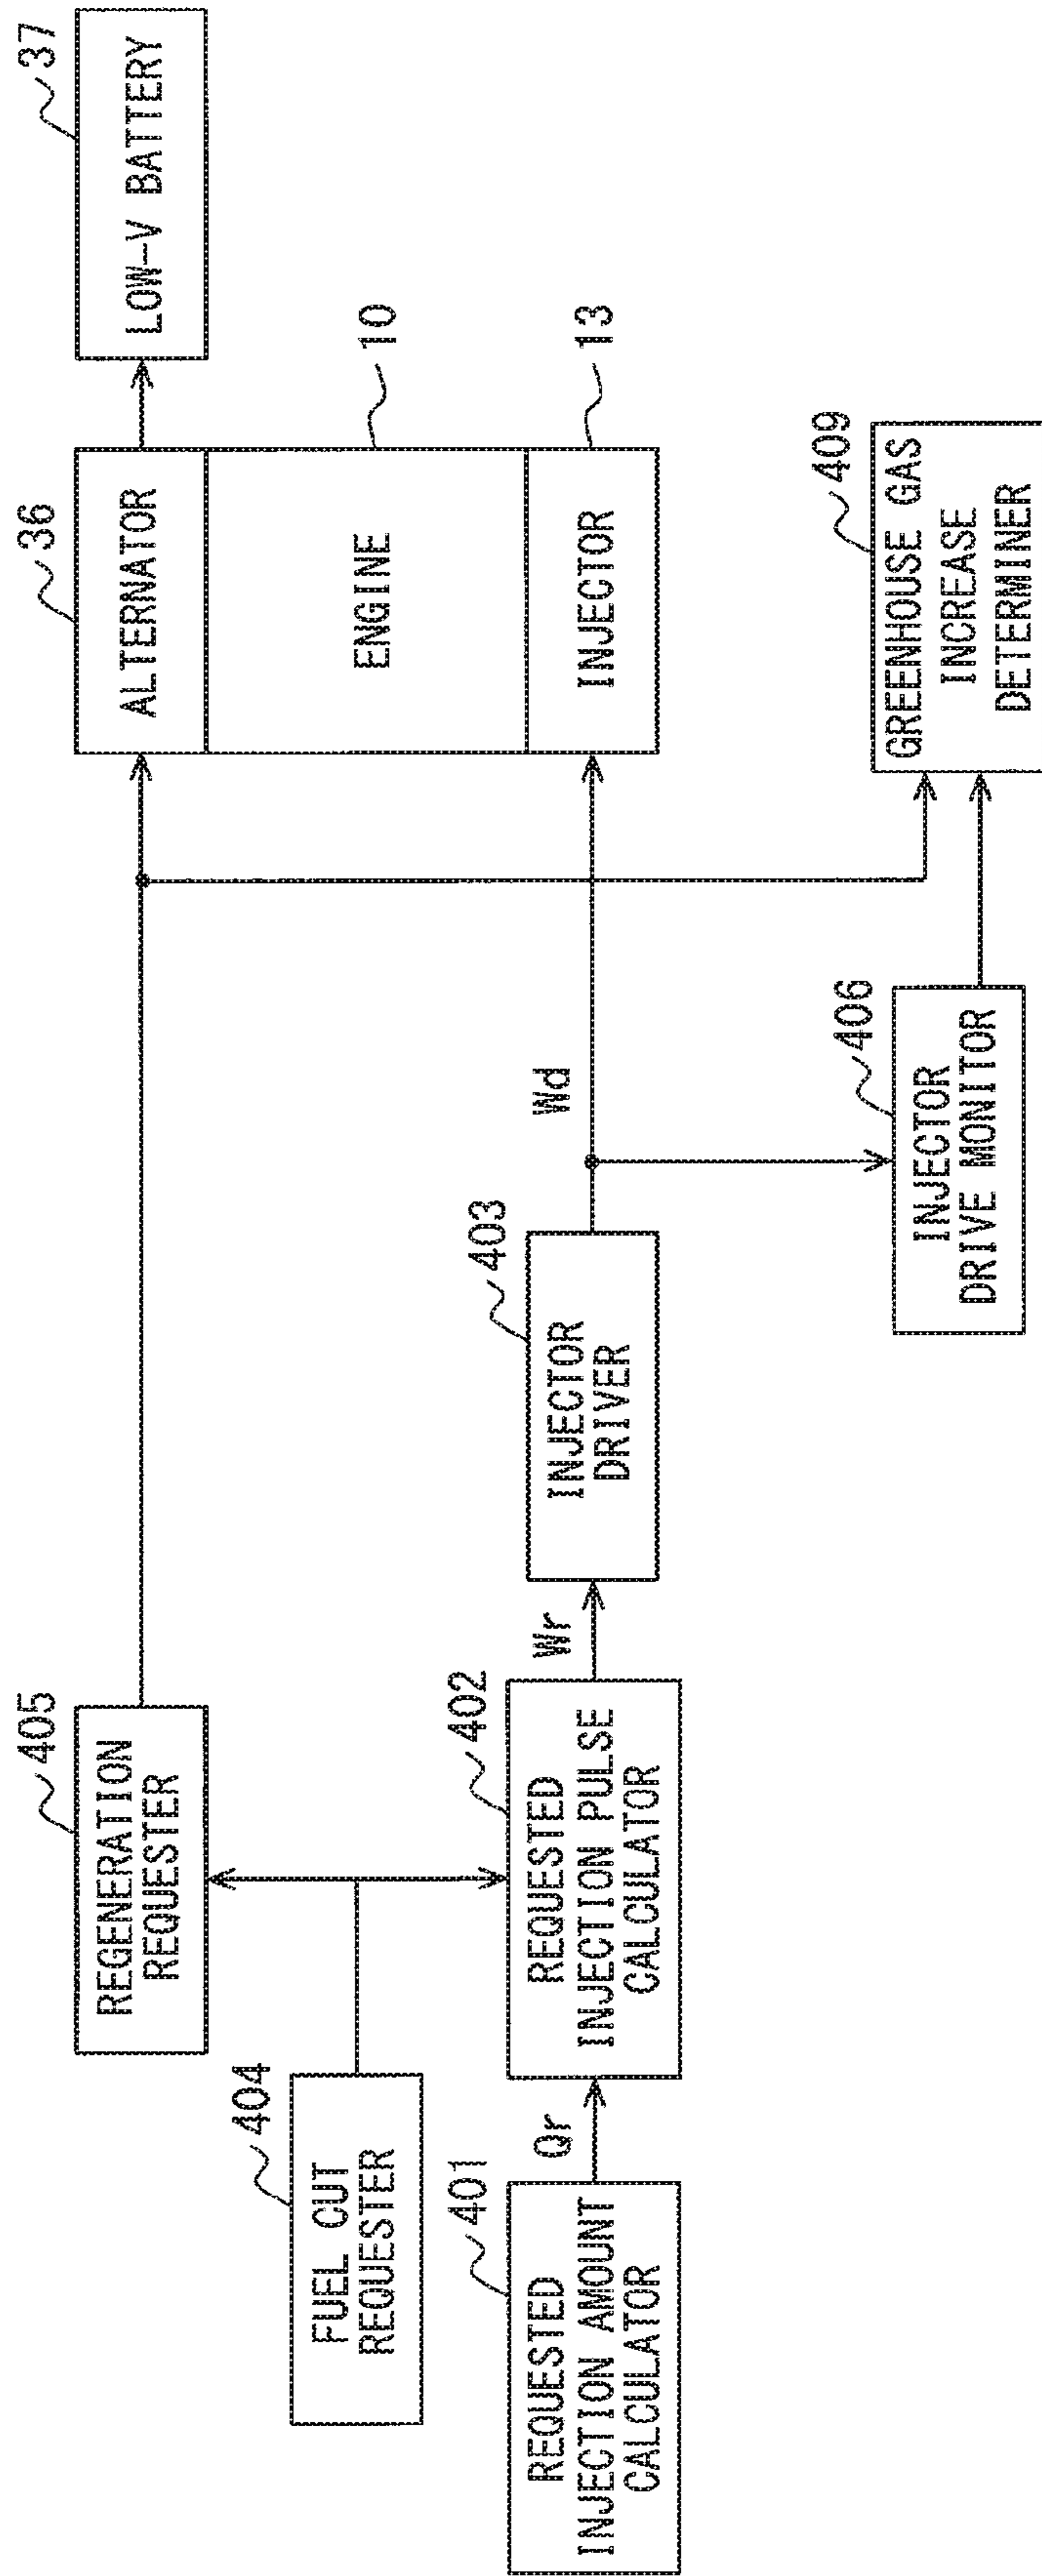 405
REGENERATION
REQUESTER
36
ALTERNATOR
37
LOW-V BATTERY
404
FUEL CUT
REQUESTER
10
ENGINE
401
REQUESTED
INJECTION AMOUNT
CALCULATOR
Qr
402
REQUESTED
INJECTION PULSE
CALCULATOR
Wr
403
INJECTOR
DRIVER
Wd
13
INJECTOR
406
INJECTOR
DRIVE MONITOR
409
GREENHOUSE GAS
INCREASE
DETERMINER